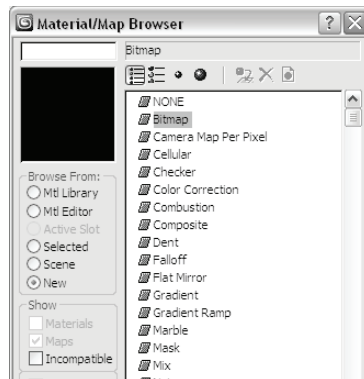 Material/Map Browser
Bitmap
NONE
Bitmap
Camera Map Per Pixel
Cellular
Checker
Color Correction
Combustion
Composite
Dent
Falloff
Flat Mirror
Gradient
Gradient Ramp
Marble
Mask
Mix
Browse From:
Mtl Library
Mtl Editor
Active Slot
Selected
Scene
New
Show
Materials
Maps
Incompatible